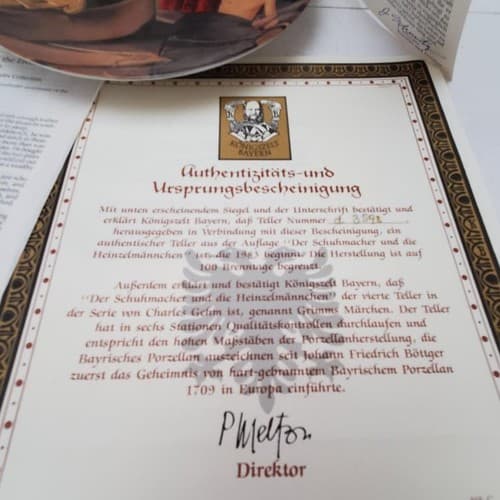 KÖNIGSZELT
BAYERN
Authentizitäts-und
Ursprungsbescheinigung
Mit unten erscheinendem Siegel und der Unterschrift bestätigt und
erklärt Königszelt Bayern, daß Teller Nummer
herausgegeben in Verbindung mit dieser Bescheinigung, ein
authentischer Teller aus der Auflage "Der Schuhmacher und die
Heinzelmännchen" ist, die beginnt. Die Herstellung ist auf
100 Brenntage begrenzt.
Außerdem erklärt und bestätigt Königszelt Bayern, daß
"Der Schuhmacher und die Heinzelmännchen" der vierte Teller in
der Serie von Charles Gehm ist, genannt Grimms Märchen. Der Teller
hat in sechs Stationen Qualitätskontrollen durchlaufen und
entspricht den hohen Maßstäben der Porzellanherstellung, die
Bayrisches Porzellan auszeichnen seit Johann Friedrich Böttger
zuerst das Geheimnis von hart-gebranntem Bayrischem Porzellan
1709 in Europa einführte.
P Welton
Direktor